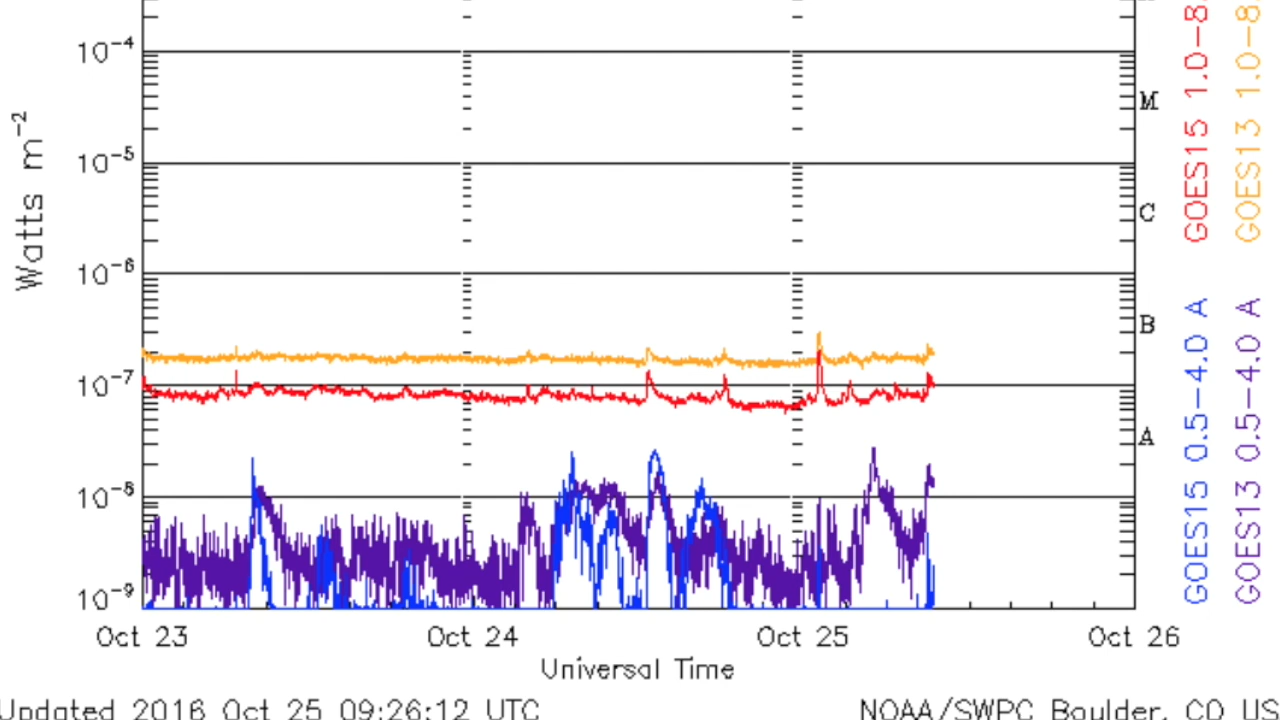 10⁻⁴
10⁻⁵
10⁻⁶
10⁻⁷
10⁻⁸
10⁻⁹
Watts m⁻²
M
C
B
A
GOES15 1.0-8.
GOES13 1.0-8.
GOES15 0.5-4.0 A
GOES13 0.5-4.0 A
Oct 23
Oct 24
Oct 25
Oct 26
Universal Time
Updated 2016 Oct 25 09:26:12 UTC
NOAA/SWPC Boulder, CO US